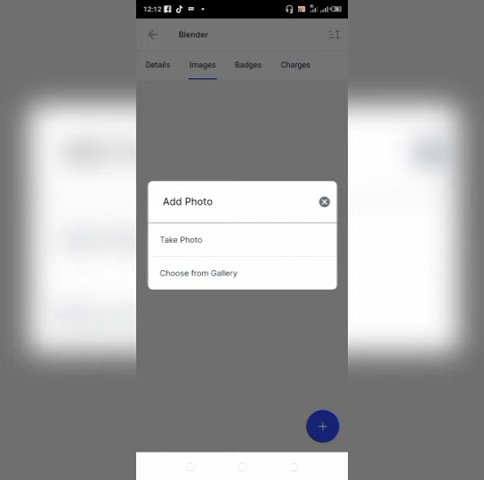 12:12
Blender
Details Images Badges Charges
Add Photo
Take Photo
Choose from Gallery